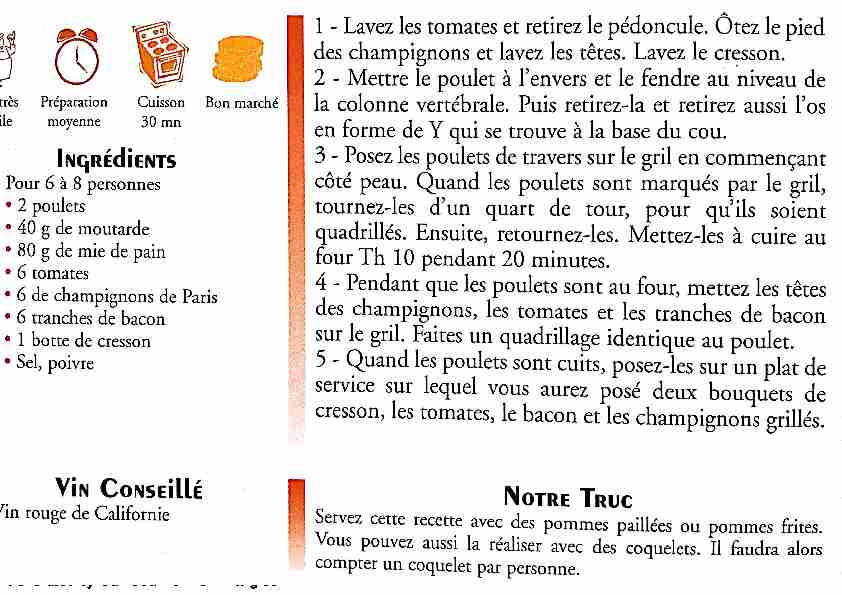 très
Préparation
moyenne
Cuisson
30 mn
Bon marché
Ingrédients
Pour 6 à 8 personnes
• 2 poulets
• 40 g de moutarde
• 80 g de mie de pain
• 6 tomates
• 6 de champignons de Paris
• 6 tranches de bacon
• 1 botte de cresson
• Sel, poivre
Vin Conseillé
Vin rouge de Californie
1 - Lavez les tomates et retirez le pédoncule. Ôtez le pied
des champignons et lavez les têtes. Lavez le cresson.
2 - Mettre le poulet à l'envers et le fendre au niveau de
la colonne vertébrale. Puis retirez-la et retirez aussi l'os
en forme de Y qui se trouve à la base du cou.
3 - Posez les poulets de travers sur le gril en commençant
côté peau. Quand les poulets sont marqués par le gril,
tournez-les d'un quart de tour, pour qu'ils soient
quadrillés. Ensuite, retournez-les. Mettez-les à cuire au
four Th 10 pendant 20 minutes.
4 - Pendant que les poulets sont au four, mettez les têtes
des champignons, les tomates et les tranches de bacon
sur le gril. Faites un quadrillage identique au poulet.
5 - Quand les poulets sont cuits, posez-les sur un plat de
service sur lequel vous aurez posé deux bouquets de
cresson, les tomates, le bacon et les champignons grillés.
Notre Truc
Servez cette recette avec des pommes paillées ou pommes frites.
Vous pouvez aussi la réaliser avec des coquelets. Il faudra alors
compter un coquelet par personne.